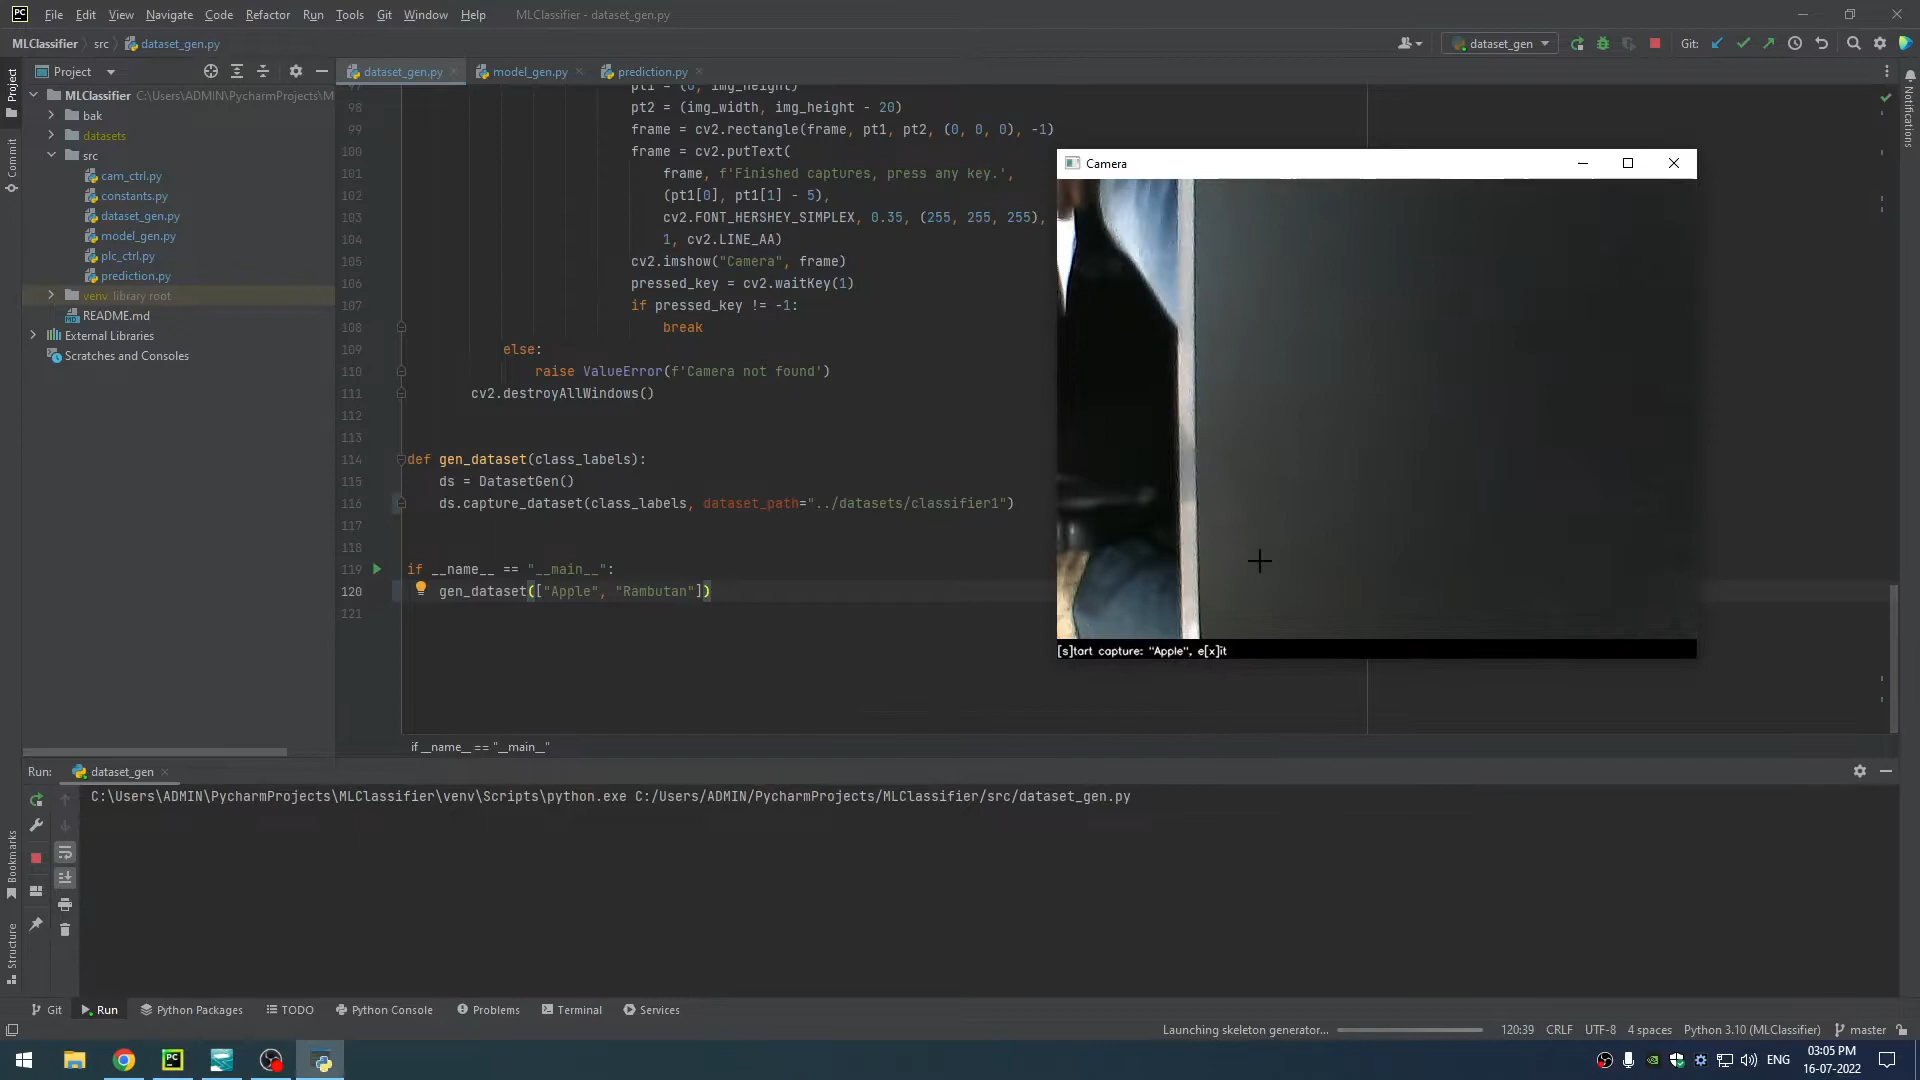 PC File Edit View Navigate Code Refactor Run Tools Git Window Help MLClassifier - dataset_gen.py
MLClassifier src dataset_gen.py dataset_gen Git:
Project
dataset_gen.py model_gen.py prediction.py
Project
Commit
Notifications
MLClassifier C:\Users\ADMIN\PycharmProjects\M
bak
datasets
src
cam_ctrl.py
constants.py
dataset_gen.py
model_gen.py
plc_ctrl.py
prediction.py
venv library root
README.md
External Libraries
Scratches and Consoles
pt1 = (0, img_height)
98 pt2 = (img_width, img_height - 20)
99 frame = cv2.rectangle(frame, pt1, pt2, (0, 0, 0), -1)
100 frame = cv2.putText(
101 frame, f'Finished captures, press any key.',
102 (pt1[0], pt1[1] - 5),
103 cv2.FONT_HERSHEY_SIMPLEX, 0.35, (255, 255, 255),
104 1, cv2.LINE_AA)
105 cv2.imshow("Camera", frame)
106 pressed_key = cv2.waitKey(1)
107 if pressed_key != -1:
108 break
109 else:
110 raise ValueError(f'Camera not found')
111 cv2.destroyAllWindows()
112
113
114 def gen_dataset(class_labels):
115 ds = DatasetGen()
116 ds.capture_dataset(class_labels, dataset_path="../datasets/classifier1")
117
118
119 if __name__ == "__main__":
120 gen_dataset(["Apple", "Rambutan"])
121
if __name__ == "__main__"
Camera
[s]tart capture: "Apple", e[x]it
Run: dataset_gen
C:\Users\ADMIN\PycharmProjects\MLClassifier\venv\Scripts\python.exe C:/Users/ADMIN/PycharmProjects/MLClassifier/src/dataset_gen.py
Bookmarks
Structure
Git Run Python Packages TODO Python Console Problems Terminal Services
Launching skeleton generator... 120:39 CRLF UTF-8 4 spaces Python 3.10 (MLClassifier) master
PC
ENG
03:05 PM
16-07-2022